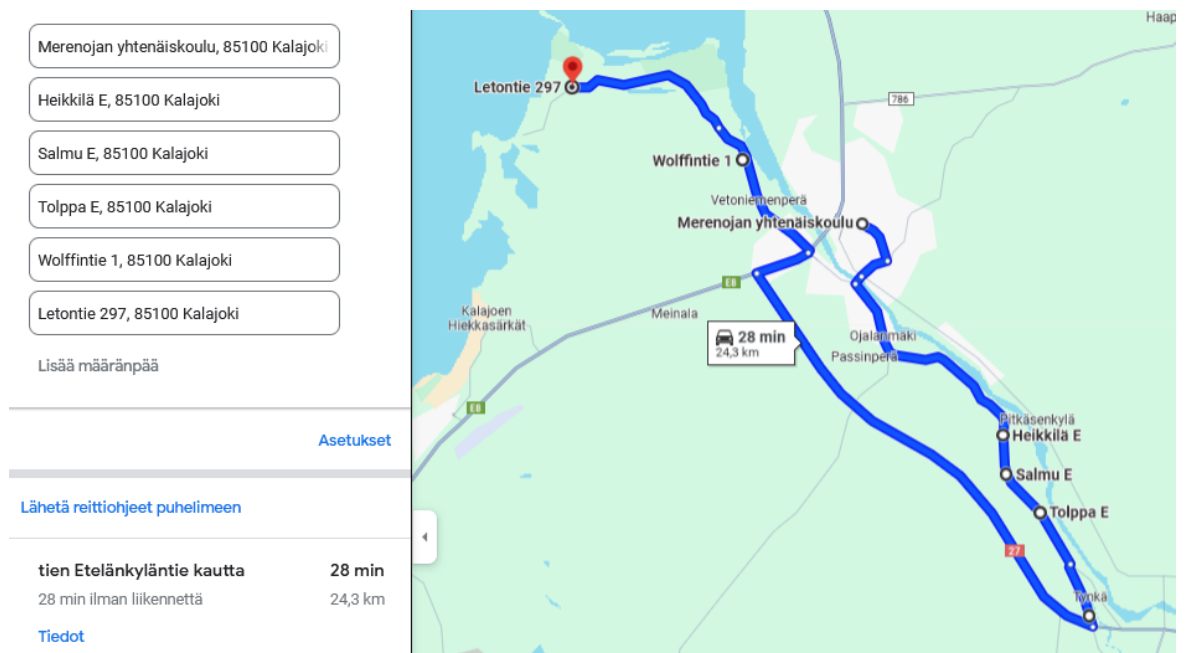 Merenojan yhtenäiskoulu, 85100 Kalajoki
Heikkilä E, 85100 Kalajoki
Salmu E, 85100 Kalajoki
Tolppa E, 85100 Kalajoki
Wolffintie 1, 85100 Kalajoki
Letontie 297, 85100 Kalajoki
Lisää määränpää
Asetukset
Lähetä reittiohjeet puhelimeen
tien Etelänkyläntie kautta
28 min
28 min ilman liikennettä
24,3 km
Tiedot
Haap
Letontie 297
786
Wolffintie 1
Vetoniemenperä
Merenojan yhtenäiskoulu
E8
Kalajoen
Hiekkasärkät
Meinala
28 min
24,3 km
Ojalanmäki
Passinperä
E8
Pitkäsenkylä
Heikkilä E
Salmu E
Tolppa E
27
Tynkä